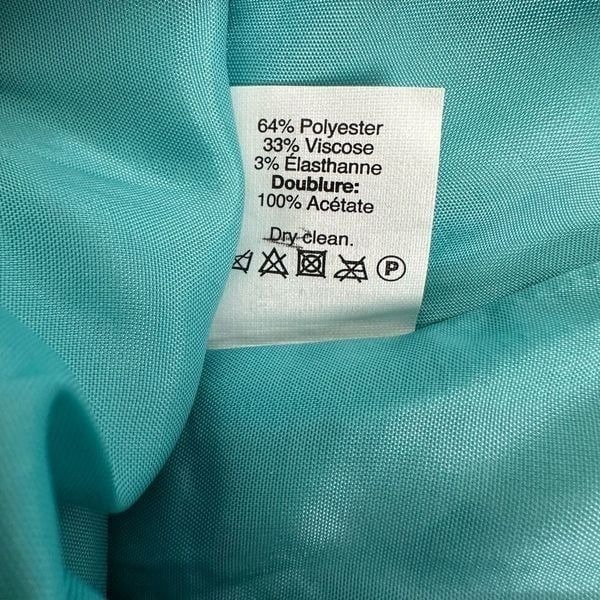 64% Polyester
33% Viscose
3% Élasthanne
Doublure:
100% Acétate
Dry clean.
P